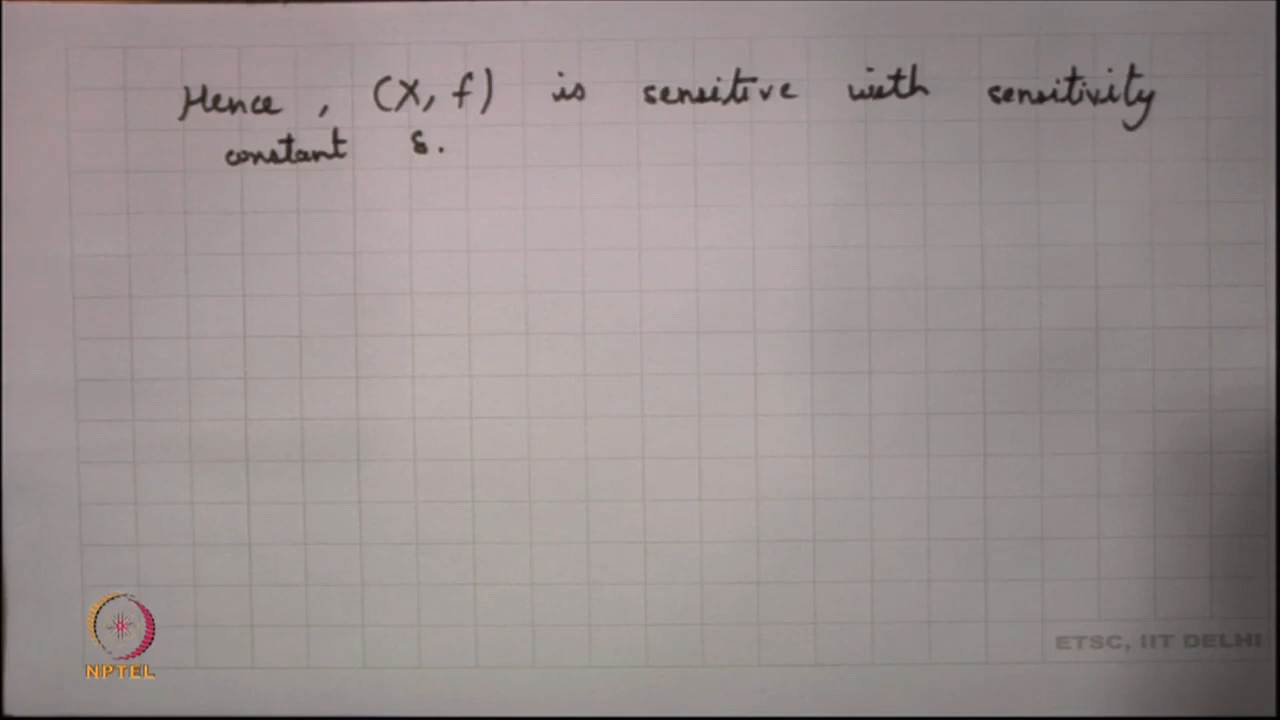 Hence, (X, f) is sensitive with sensitivity
constant δ.
NPTEL
ETSC, IIT DELHI